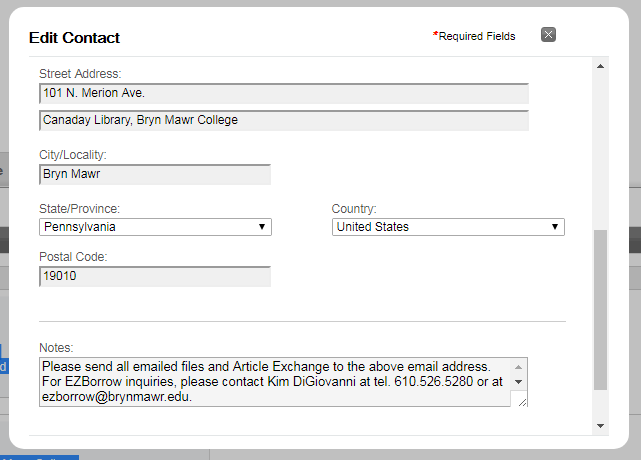 Edit Contact
*Required Fields
Street Address:
101 N. Merion Ave.
Canaday Library, Bryn Mawr College
City/Locality:
Bryn Mawr
State/Province:
Country:
Pennsylvania
United States
Postal Code:
19010
Notes:
Please send all emailed files and Article Exchange to the above email address.
For EZBorrow inquiries, please contact Kim DiGiovanni at tel. 610.526.5280 or at
ezborrow@brynmawr.edu.